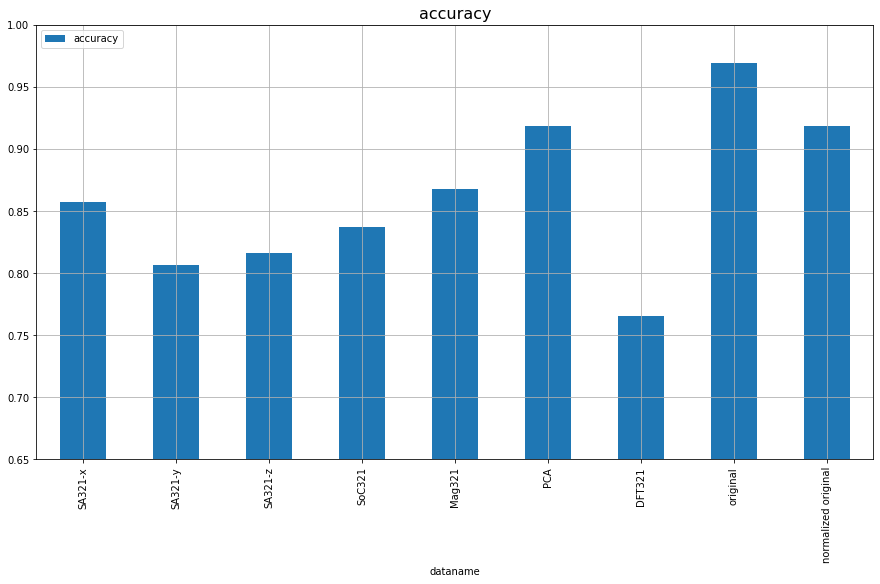 accuracy
accuracy
1.00
0.95
0.90
0.85
0.80
0.75
0.70
0.65
SA321-x
SA321-y
SA321-z
SoC321
Mag321
PCA
DFT321
original
normalized original
dataname